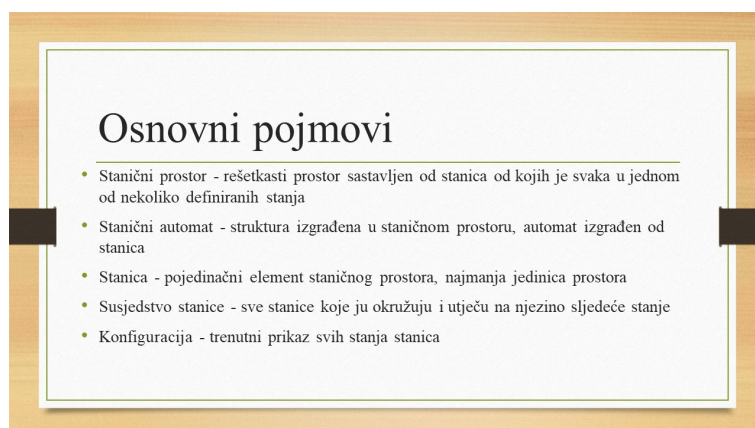 Osnovni pojmovi
• Stanični prostor - rešetkasti prostor sastavljen od stanica od kojih je svaka u jednom
od nekoliko definiranih stanja
• Stanični automat - struktura izgrađena u staničnom prostoru, automat izgrađen od
stanica
• Stanica - pojedinačni element staničnog prostora, najmanja jedinica prostora
• Susjedstvo stanice - sve stanice koje ju okružuju i utječu na njezino sljedeće stanje
• Konfiguracija - trenutni prikaz svih stanja stanica